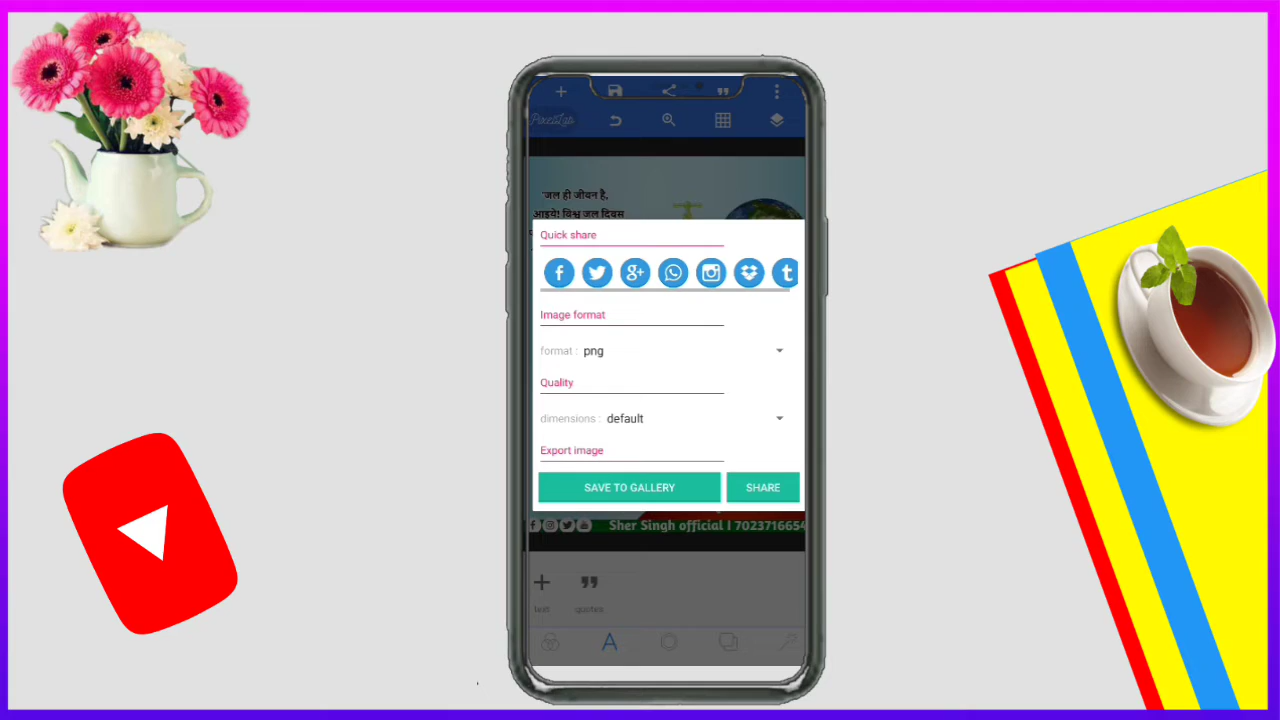 PixelLab
"जल ही जीवन है,
आइये! विश्व जल दिवस
Quick share
Image format
format : png
Quality
dimensions : default
Export image
SAVE TO GALLERY
SHARE
Sher Singh official I 7023716654
text
quotes